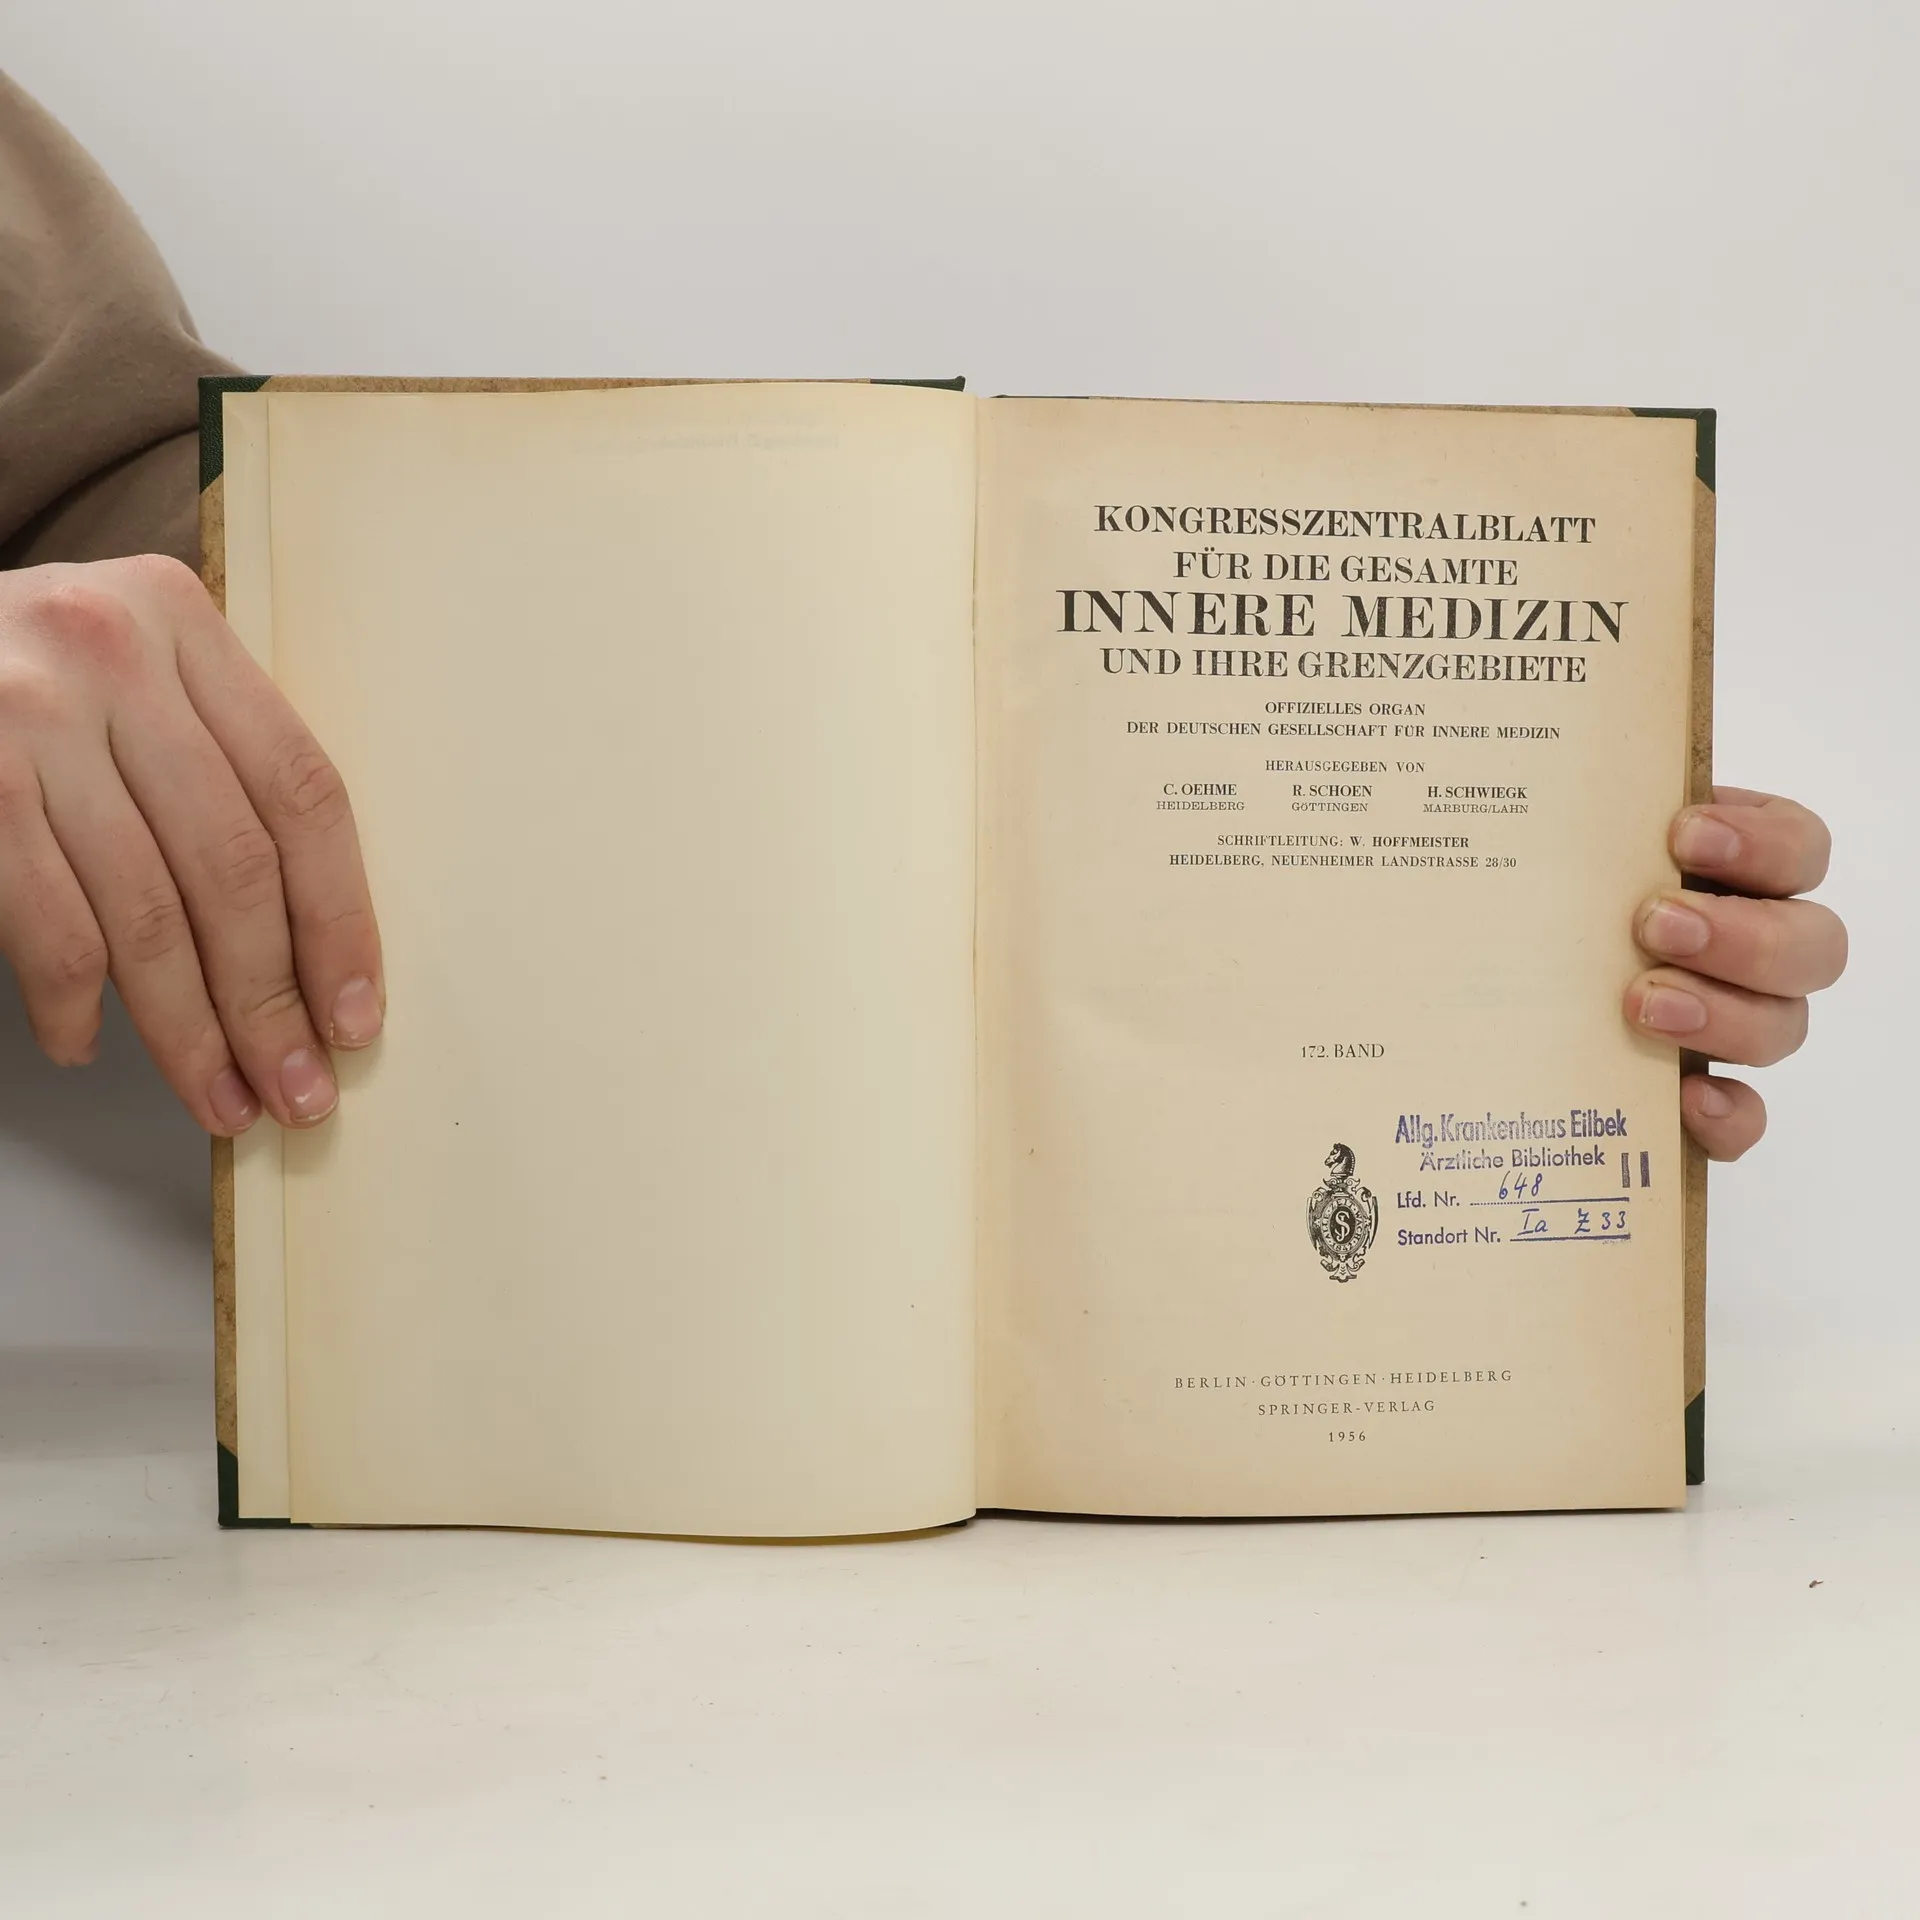 KONGRESSZENTRALBLATT
FÜR DIE GESAMTE
INNERE MEDIZIN
UND IHRE GRENZGEBIETE
OFFIZIELLES ORGAN
DER DEUTSCHEN GESELLSCHAFT FÜR INNERE MEDIZIN
HERAUSGEGEBEN VON
C. OEHME R. SCHOEN H. SCHWIEGK
HEIDELBERG GÖTTINGEN MARBURG/LAHN
SCHRIFTLEITUNG: W. HOFFMEISTER
HEIDELBERG, NEUENHEIMER LANDSTRASSE 28/30
172. BAND
Allg. Krankenhaus Eilbek
Ärztliche Bibliothek II
Lfd. Nr. 648
Standort Nr. Ia Z 33
BERLIN · GÖTTINGEN · HEIDELBERG
SPRINGER-VERLAG
1956